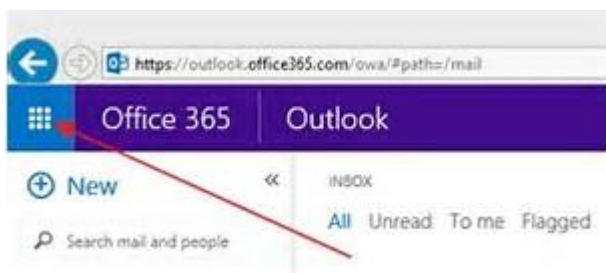 https://outlook.office365.com/owa/#path=/mail
Office 365 Outlook
New
INBOX
All Unread To me Flagged
Search mail and people